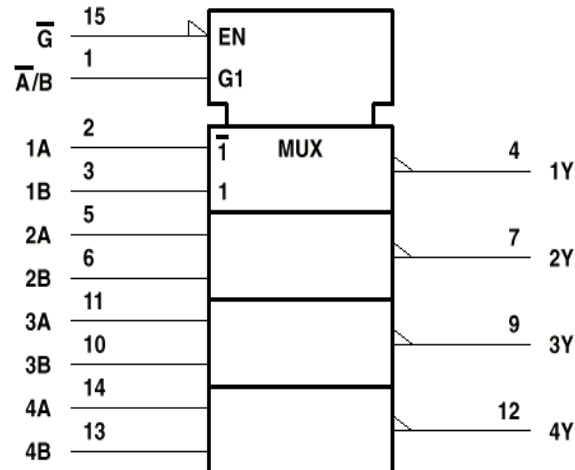 G̅ 15 EN
A̅/B 1 G1
1A 2 1̅ MUX 4 1Y
1B 3 1
2A 5 7 2Y
2B 6
3A 11 9 3Y
3B 10
4A 14 12 4Y
4B 13